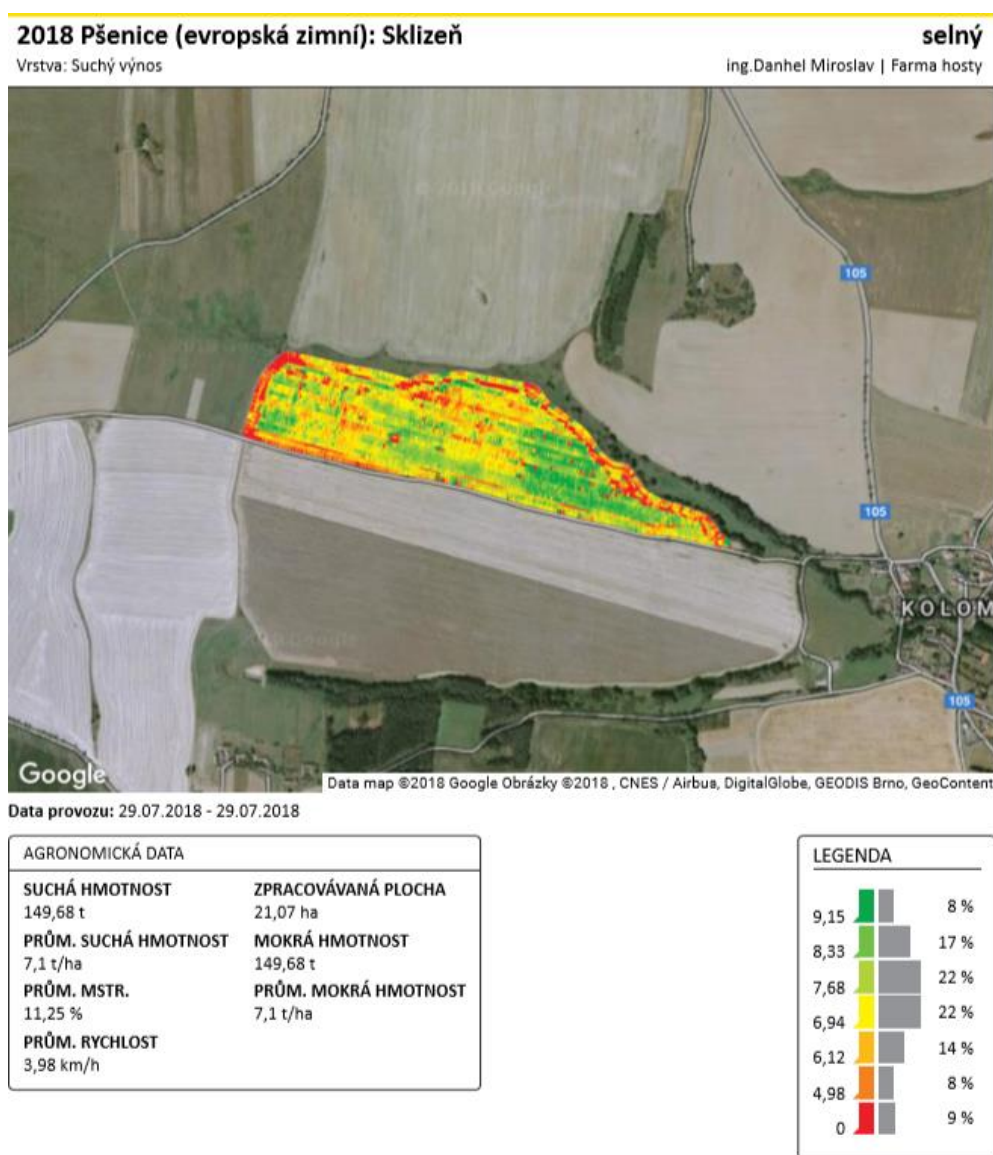 2018 Pšenice (evropská zimní): Sklizeň
selný
Vrstva: Suchý výnos
ing.Danhel Miroslav | Farma hosty
© 2018 Google
105
105
KOLOM
105
Google
Data map ©2018 Google Obrázky ©2018 , CNES / Airbus, DigitalGlobe, GEODIS Brno, GeoContent
Data provozu: 29.07.2018 - 29.07.2018
AGRONOMICKÁ DATA
SUCHÁ HMOTNOST
149,68 t
ZPRACOVÁVANÁ PLOCHA
21,07 ha
PRŮM. SUCHÁ HMOTNOST
7,1 t/ha
MOKRÁ HMOTNOST
149,68 t
PRŮM. MSTR.
11,25 %
PRŮM. MOKRÁ HMOTNOST
7,1 t/ha
PRŮM. RYCHLOST
3,98 km/h
LEGENDA
9,15 8 %
8,33 17 %
7,68 22 %
6,94 22 %
6,12 14 %
4,98 8 %
0 9 %